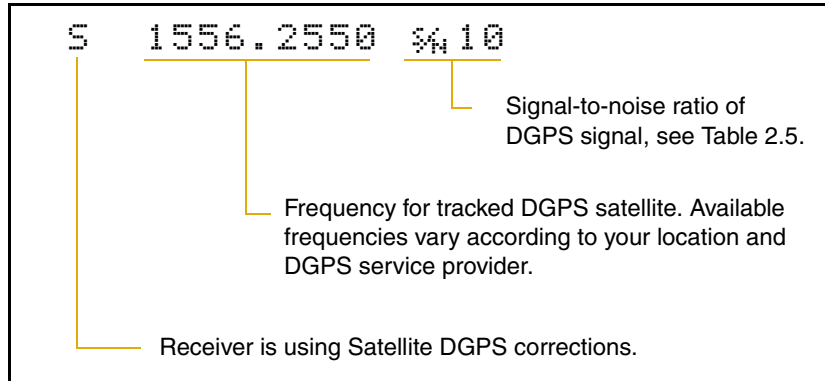 S 1556.2550 S/N 10
Signal-to-noise ratio of
DGPS signal, see Table 2.5.
Frequency for tracked DGPS satellite. Available
frequencies vary according to your location and
DGPS service provider.
Receiver is using Satellite DGPS corrections.